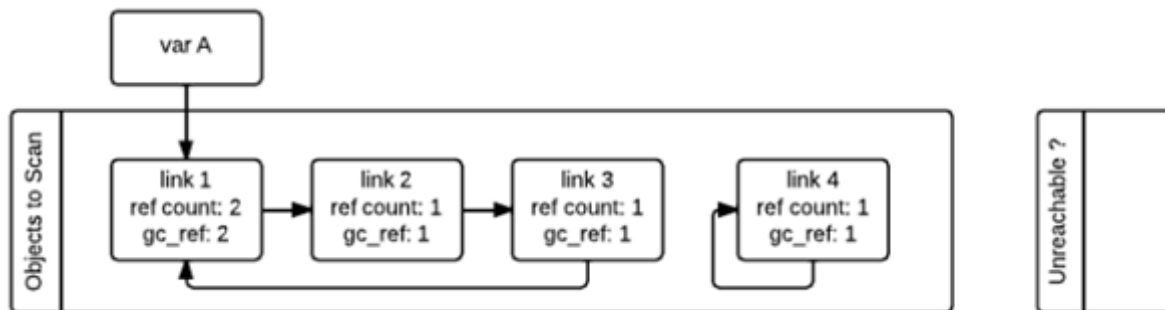 var A
Objects to Scan
link 1
ref count: 2
gc_ref: 2
link 2
ref count: 1
gc_ref: 1
link 3
ref count: 1
gc_ref: 1
link 4
ref count: 1
gc_ref: 1
Unreachable ?